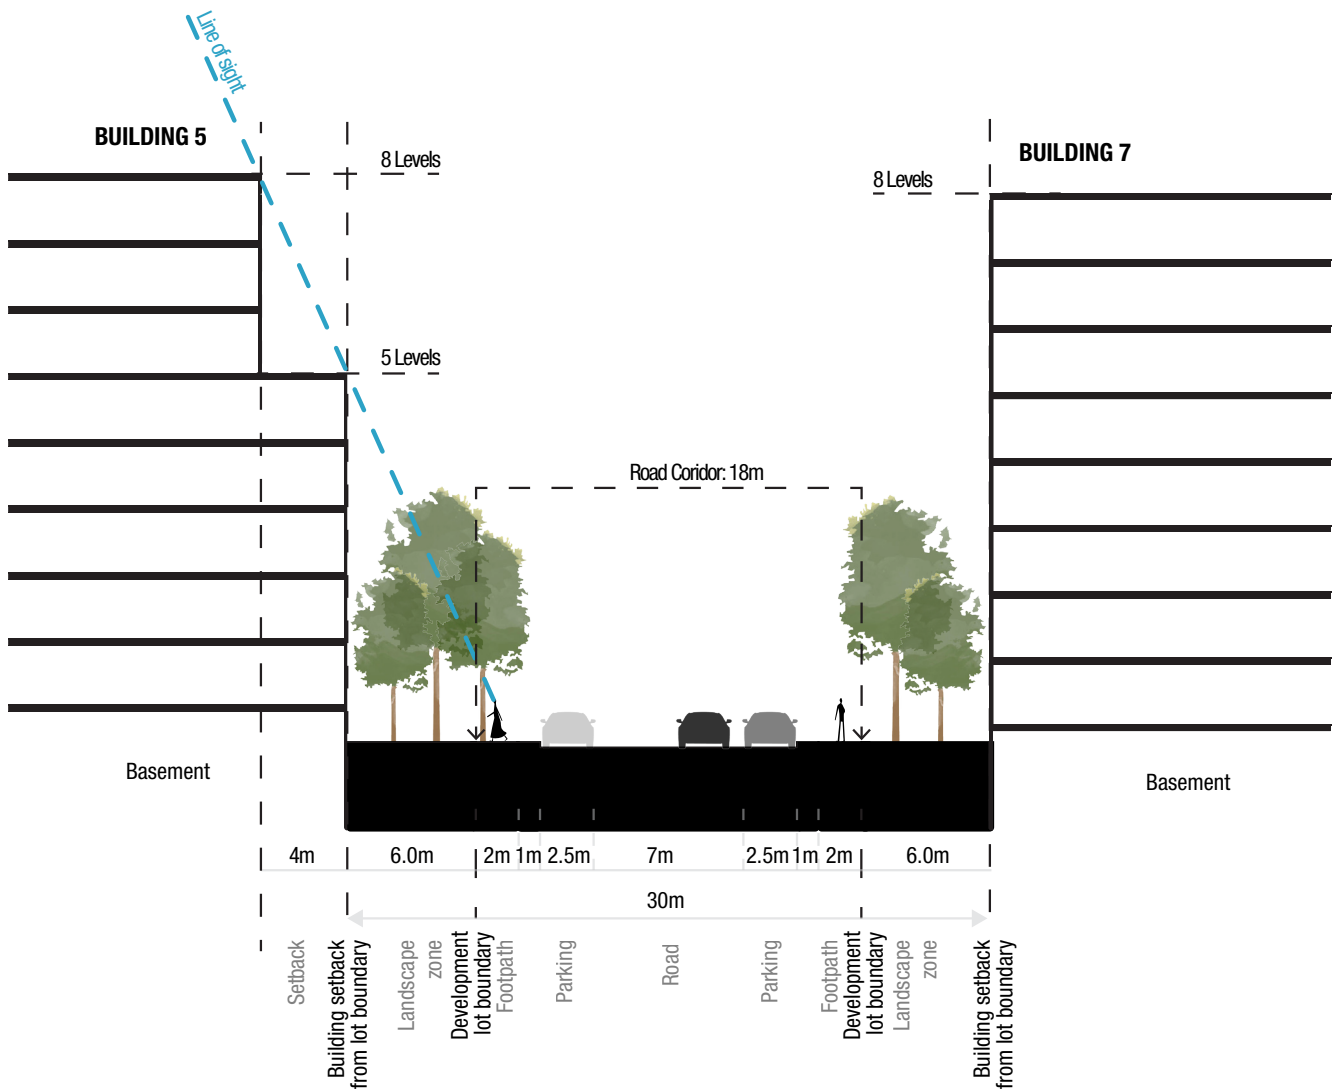 Line of sight
BUILDING 5
8 Levels
BUILDING 7
8 Levels
5 Levels
Road Coridor: 18m
Basement
Basement
4m
6.0m
2m
1m
2.5m
7m
2.5m
1m
2m
6.0m
30m
Setback
Building setback
from lot boundary
Landscape
zone
Development
lot boundary
Footpath
Parking
Road
Parking
Footpath
Development
lot boundary
Landscape
zone
Building setback
from lot boundary